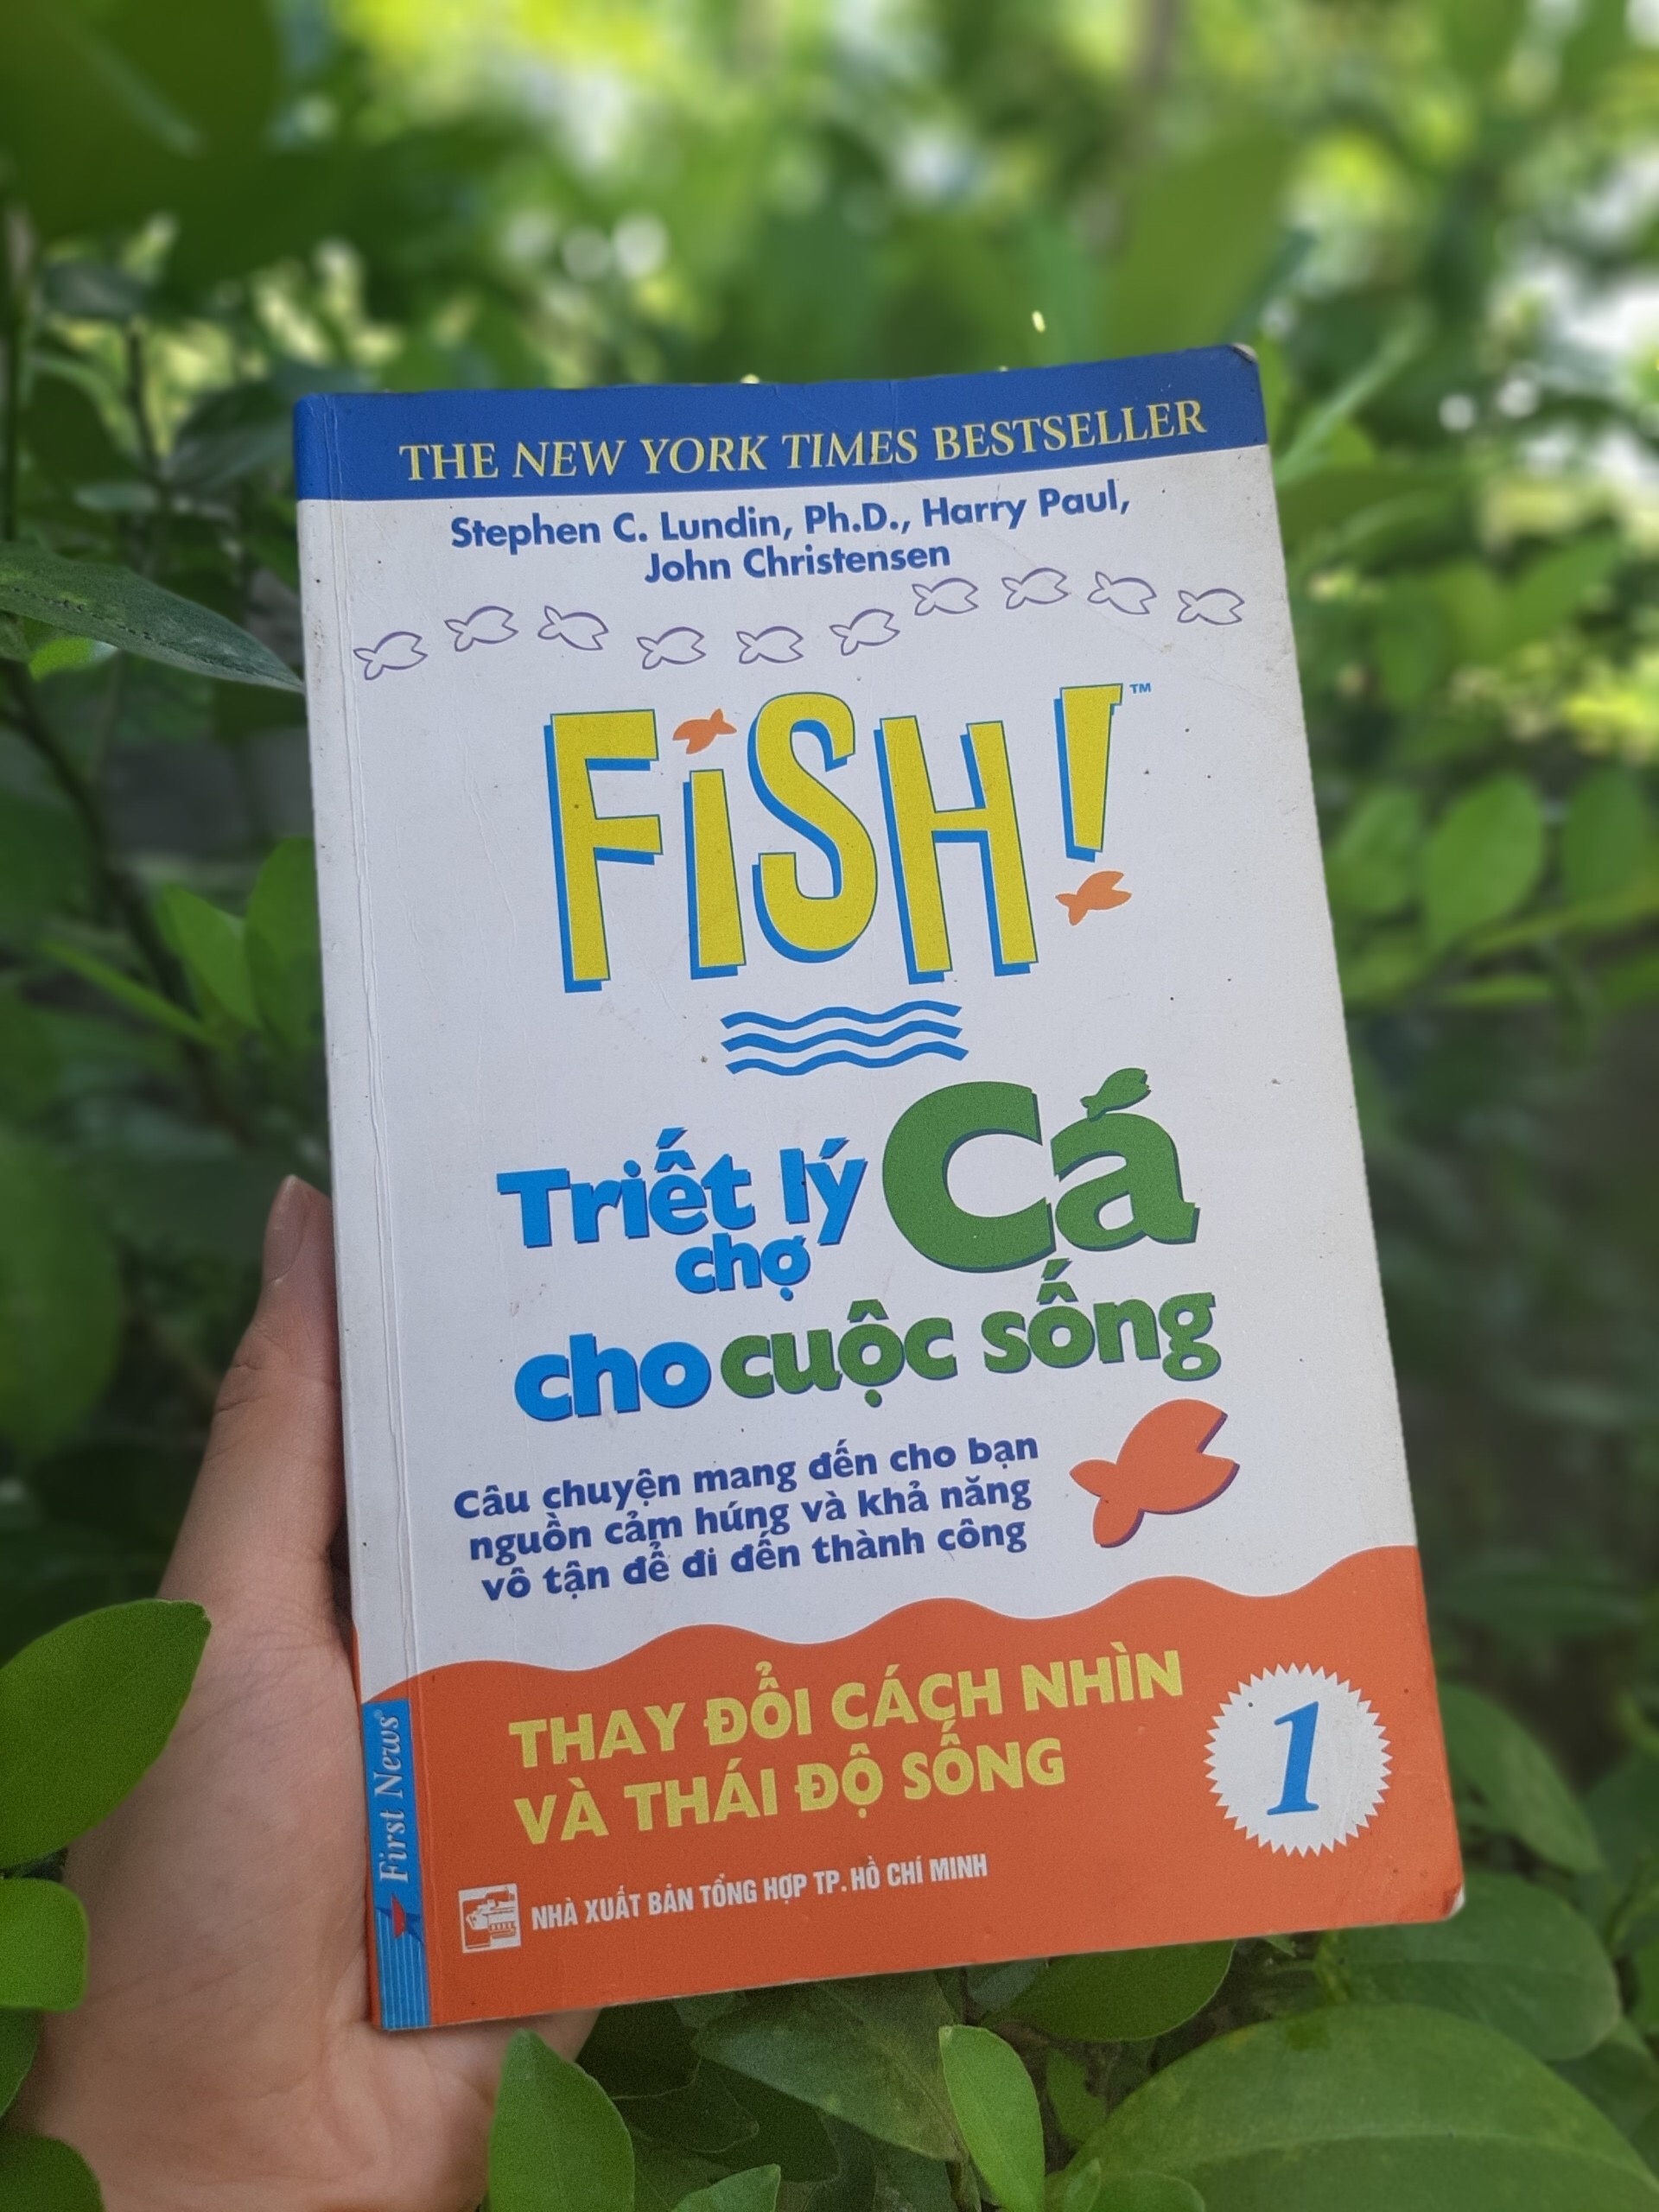 THE NEW YORK TIMES BESTSELLER
Stephen C. Lundin, Ph.D., Harry Paul,
John Christensen
FiSH!™
Triết lý Cá
chợ
cho cuộc sống
Câu chuyện mang đến cho bạn
nguồn cảm hứng và khả năng
vô tận để đi đến thành công
THAY ĐỔI CÁCH NHÌN
VÀ THÁI ĐỘ SỐNG
1
First News®
NHÀ XUẤT BẢN TỔNG HỢP TP. HỒ CHÍ MINH